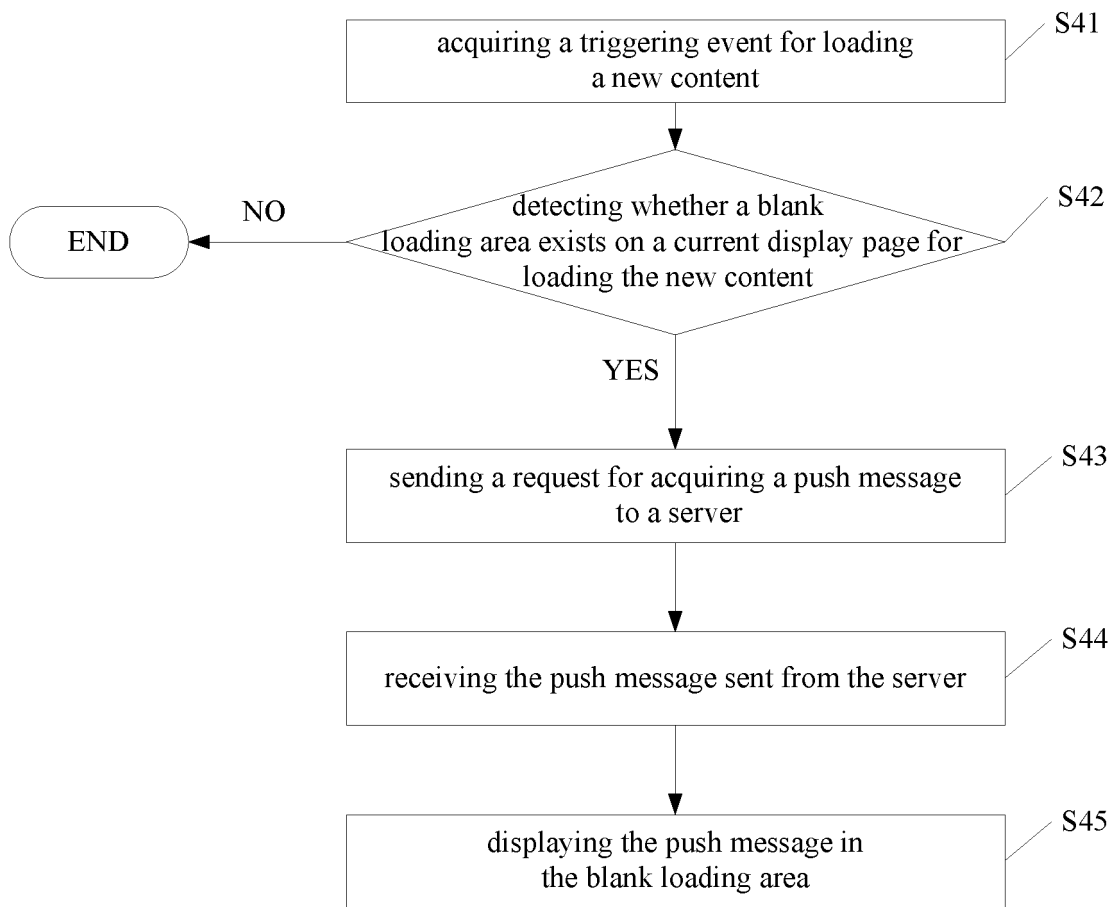 acquiring a triggering event for loading
a new content
S41
detecting whether a blank
loading area exists on a current display page for
loading the new content
S42
NO
END
YES
sending a request for acquiring a push message
to a server
S43
receiving the push message sent from the server
S44
displaying the push message in
the blank loading area
S45